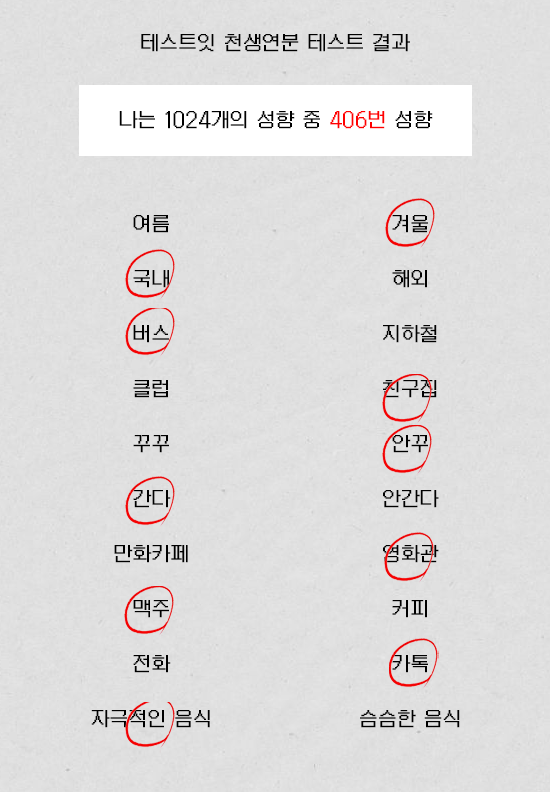 테스트잇 천생연분 테스트 결과
나는 1024개의 성향 중 406번 성향
여름 겨울
국내 해외
버스 지하철
클럽 친구집
꾸꾸 안꾸
간다 안간다
만화카페 영화관
맥주 커피
전화 카톡
자극적인 음식 슴슴한 음식